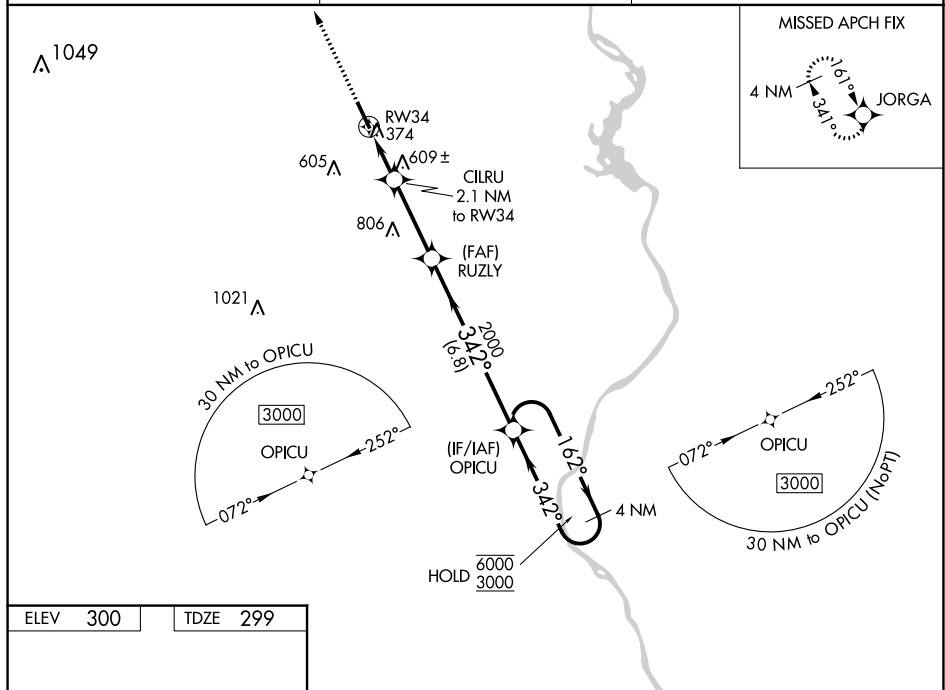 1049
MISSED APCH FIX
4 NM
161°
341°
JORGA
RW34
374
605
609 ±
CILRU
2.1 NM
to RW34
806
(FAF)
RUZLY
1021
2000
342°
(6.8)
30 NM to OPICU
3000
OPICU
072°
252°
(IF/IAF)
OPICU
162°
342°
4 NM
HOLD 6000
3000
072°
252°
OPICU
3000
30 NM to OPICU (NoPT)
ELEV 300
TDZE 299